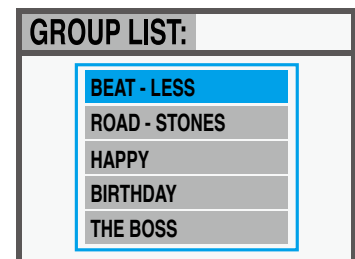 GROUP LIST:
BEAT - LESS
ROAD - STONES
HAPPY
BIRTHDAY
THE BOSS